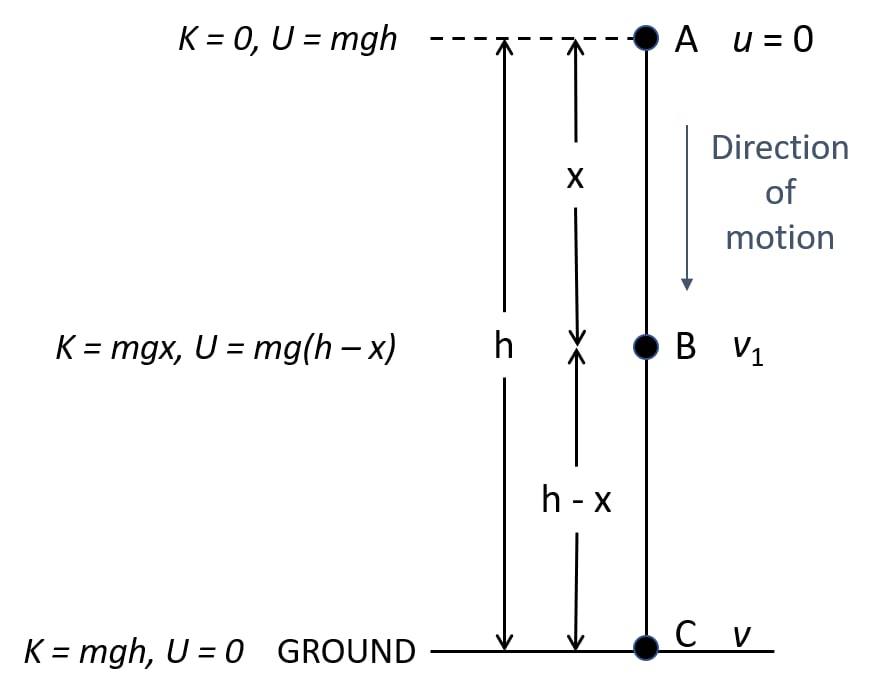 K = 0, U = mgh
A u = 0
Direction
of
motion
x
K = mgx, U = mg(h – x)
h
B v₁
h - x
K = mgh, U = 0 GROUND
C v